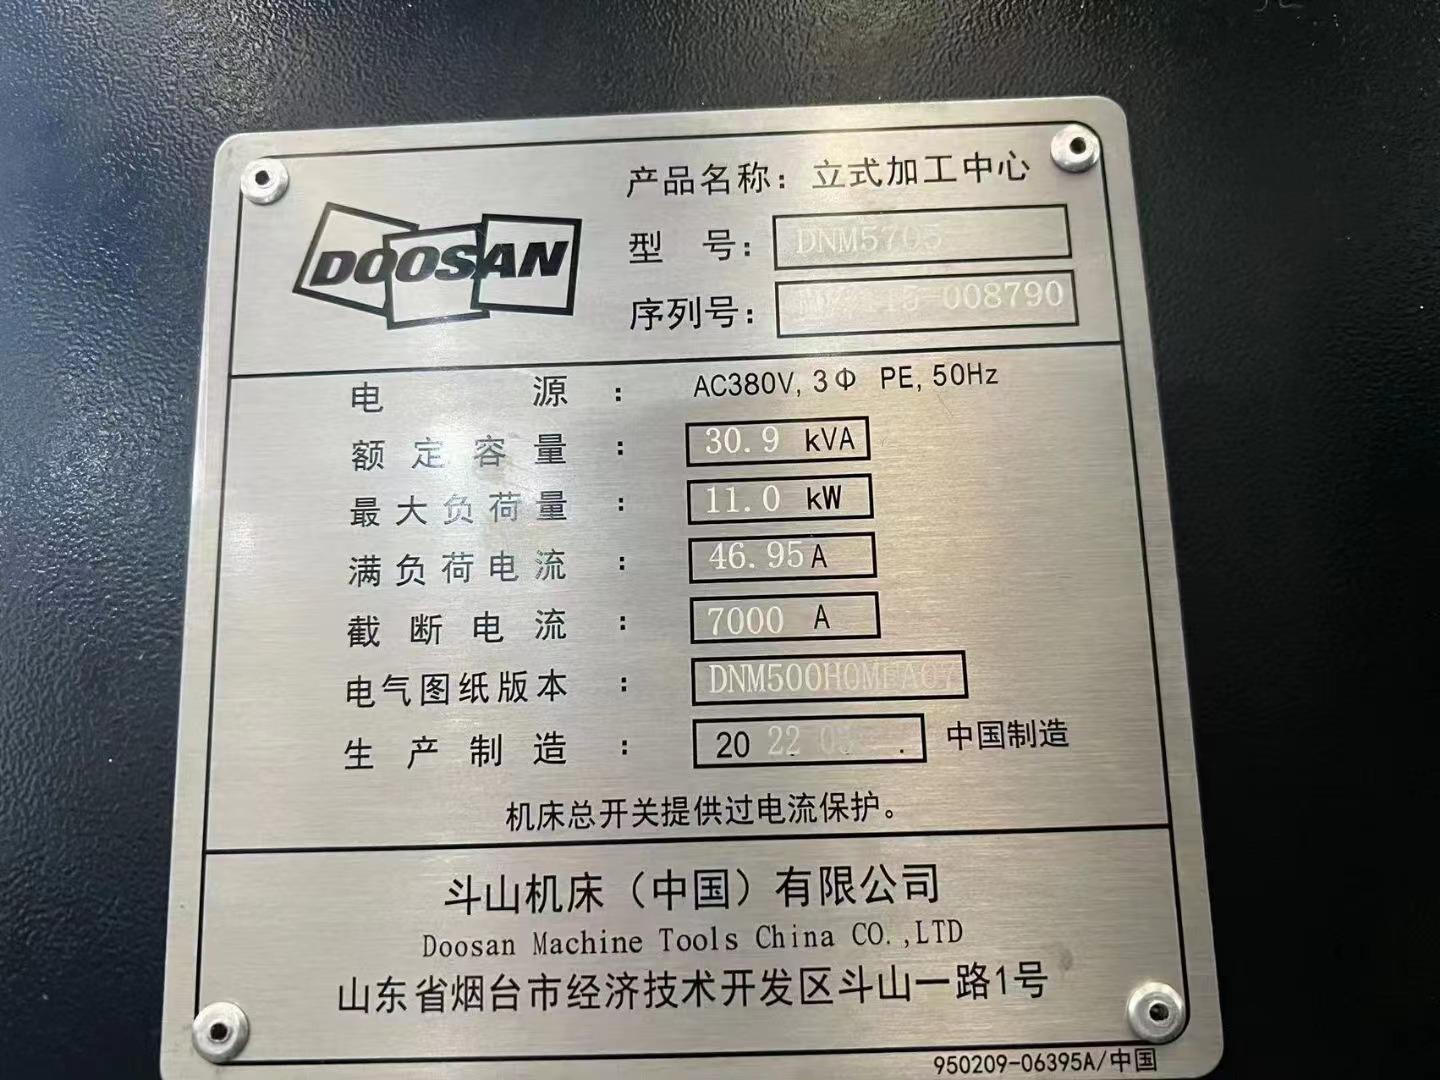 DOOSAN
产品名称：立式加工中心
型 号： DNM5705
序列号： 008790
电 源： AC380V, 3Φ PE, 50Hz
额定容量： 30.9 kVA
最大负荷量： 11.0 kW
满负荷电流： 46.95 A
截断电流： 7000 A
电气图纸版本： DNM500H0MEA07
生产制造： 20 22 中国制造
机床总开关提供过电流保护。
斗山机床（中国）有限公司
Doosan Machine Tools China CO.,LTD
山东省烟台市经济技术开发区斗山一路1号
950209-06395A/中国